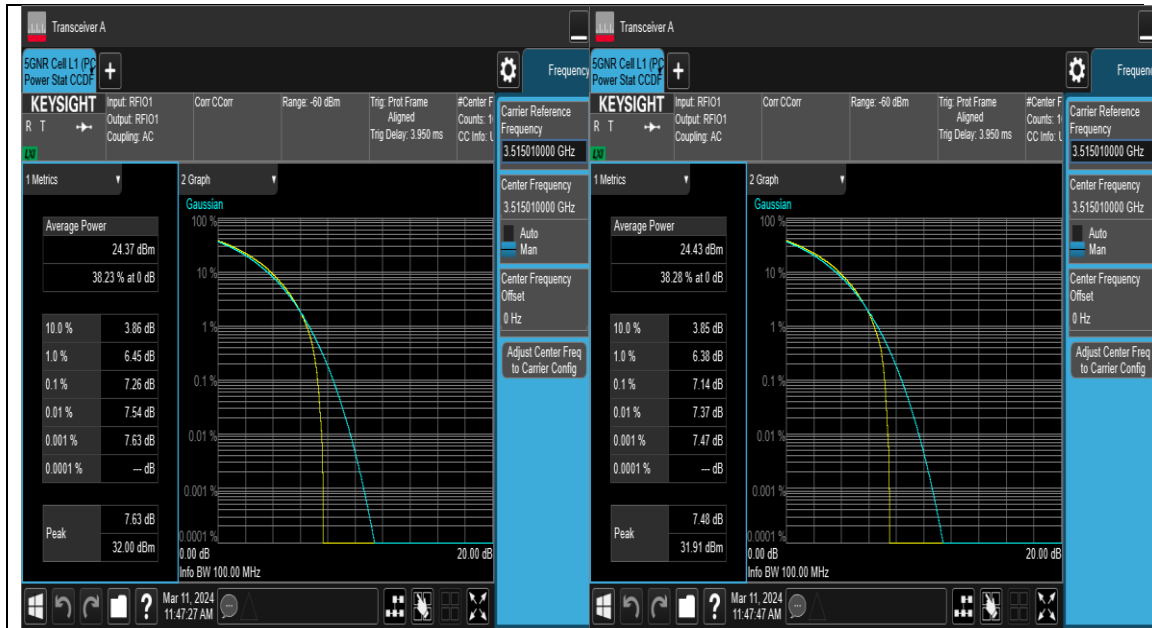 Transceiver A
5GNR Cell L1 (PC
Power Stat CCDF
+
Frequency
KEYSIGHT
R T
LXI
Input: RFIO1
Output: RFIO1
Coupling: AC
Corr CCorr
Range: -60 dBm
Trig: Prot Frame
Aligned
Trig Delay: 3.950 ms
#Center F
Counts: 1
CC Info: U
Carrier Reference
Frequency
3.515010000 GHz
Center Frequency
3.515010000 GHz
Auto
Man
Center Frequency
Offset
0 Hz
Adjust Center Freq
to Carrier Config
1 Metrics
Average Power
24.37 dBm
38.23 % at 0 dB
10.0 % 3.86 dB
1.0 % 6.45 dB
0.1 % 7.26 dB
0.01 % 7.54 dB
0.001 % 7.63 dB
0.0001 % --- dB
Peak
7.63 dB
32.00 dBm
2 Graph
Gaussian
100 %
10 %
1 %
0.1 %
0.01 %
0.001 %
0.0001 %
0.00 dB 20.00 dB
Info BW 100.00 MHz
?
Mar 11, 2024
11:47:27 AM
Transceiver A
5GNR Cell L1 (PC
Power Stat CCDF
+
Frequenc
KEYSIGHT
R T
LXI
Input: RFIO1
Output: RFIO1
Coupling: AC
Corr CCorr
Range: -60 dBm
Trig: Prot Frame
Aligned
Trig Delay: 3.950 ms
#Center F
Counts: 1
CC Info: U
Carrier Reference
Frequency
3.515010000 GHz
Center Frequency
3.515010000 GHz
Auto
Man
Center Frequency
Offset
0 Hz
Adjust Center Freq
to Carrier Config
1 Metrics
Average Power
24.43 dBm
38.28 % at 0 dB
10.0 % 3.85 dB
1.0 % 6.38 dB
0.1 % 7.14 dB
0.01 % 7.37 dB
0.001 % 7.47 dB
0.0001 % --- dB
Peak
7.48 dB
31.91 dBm
2 Graph
Gaussian
100 %
10 %
1 %
0.1 %
0.01 %
0.001 %
0.0001 %
0.00 dB 20.00 dB
Info BW 100.00 MHz
?
Mar 11, 2024
11:47:47 AM